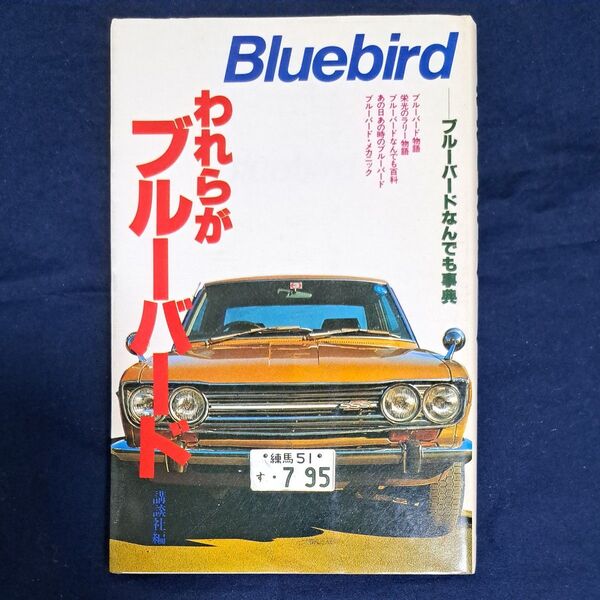 Bluebird
――ブルーバードなんでも事典
ブルーバード物語
栄光のラリー物語
ブルーバードなんでも百科
あの日あの時のブルーバード
ブルーバード・メカニック
われらが
ブルーバード
講談社編
練馬51
す・795